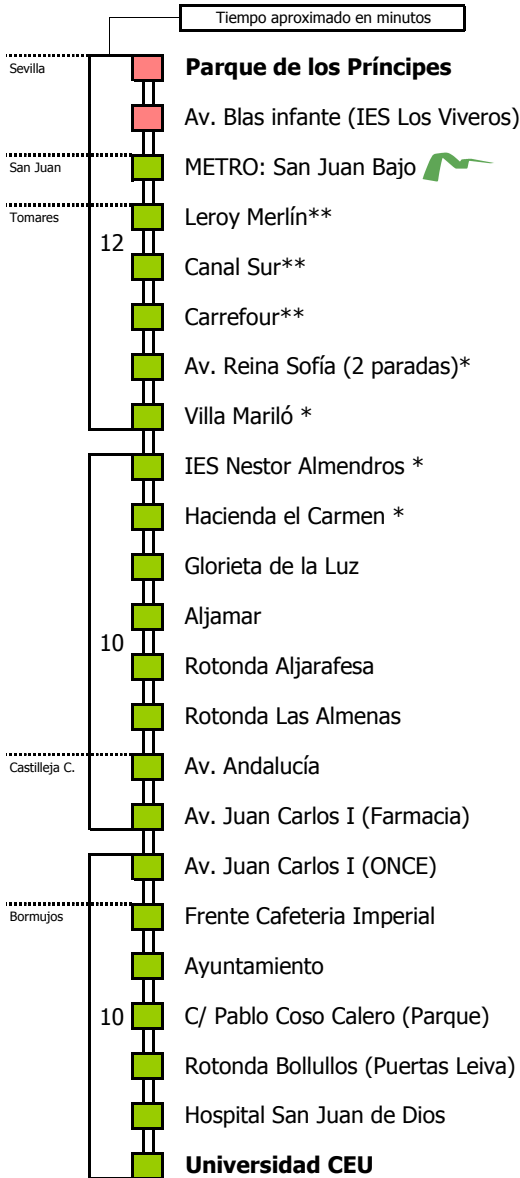 Tiempo aproximado en minutos
Sevilla
Parque de los Príncipes
Av. Blas infante (IES Los Viveros)
San Juan
METRO: San Juan Bajo
Tomares
Leroy Merlín**
12
Canal Sur**
Carrefour**
Av. Reina Sofía (2 paradas)*
Villa Mariló *
IES Nestor Almendros *
Hacienda el Carmen *
Glorieta de la Luz
Aljamar
10
Rotonda Aljarafesa
Rotonda Las Almenas
Castilleja C.
Av. Andalucía
Av. Juan Carlos I (Farmacia)
Av. Juan Carlos I (ONCE)
Bormujos
Frente Cafeteria Imperial
Ayuntamiento
10
C/ Pablo Coso Calero (Parque)
Rotonda Bollullos (Puertas Leiva)
Hospital San Juan de Dios
Universidad CEU